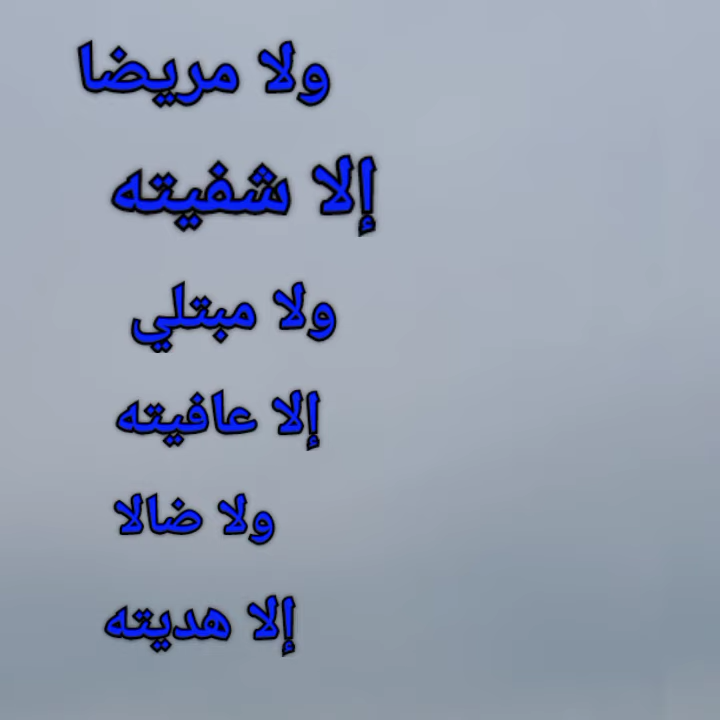 ولا مريضا
إلا شفيته
ولا مبتلي
إلا عافيته
ولا ضالا
إلا هديته